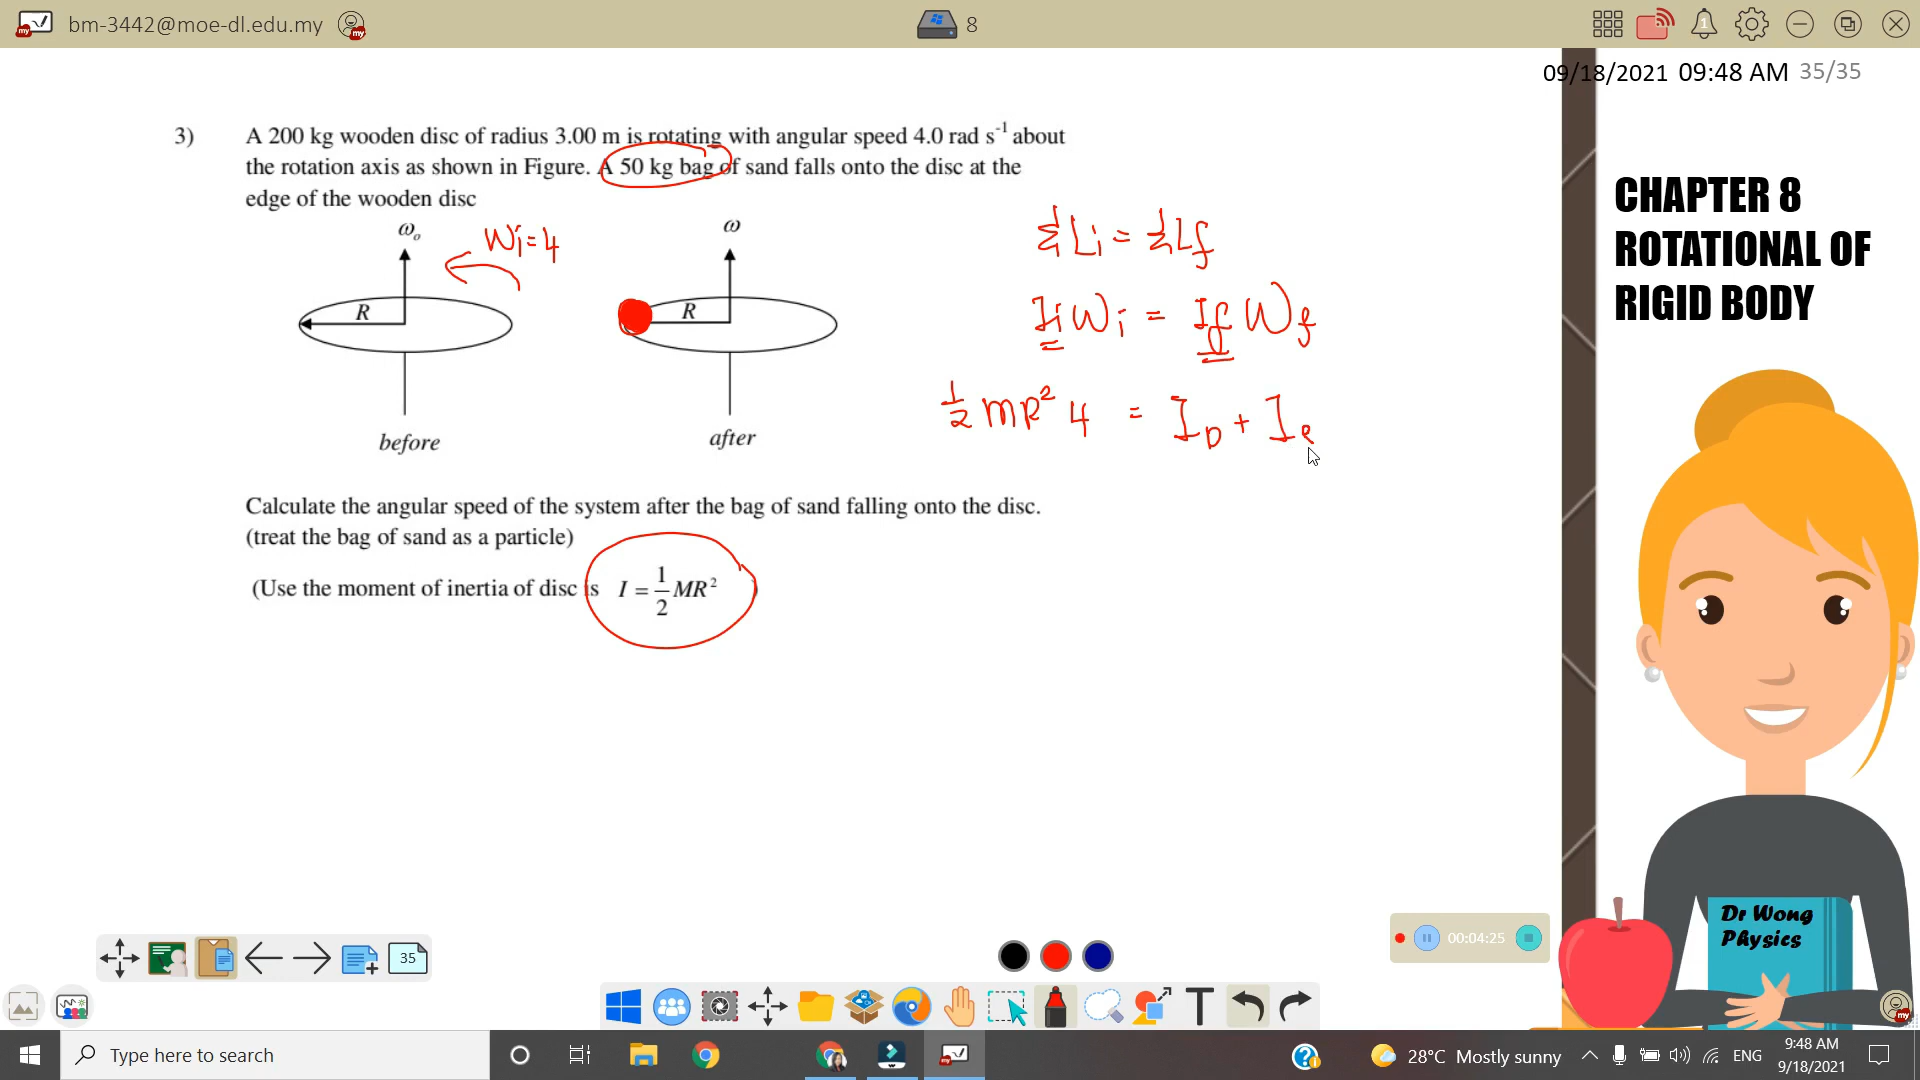 bm-3442@moe-dl.edu.my
8
09/18/2021 09:48 AM 35/35
3) A 200 kg wooden disc of radius 3.00 m is rotating with angular speed 4.0 rad s⁻¹ about
the rotation axis as shown in Figure. A 50 kg bag of sand falls onto the disc at the
edge of the wooden disc
ωₒ
Wi=4
ω
R
R
before
after
ΣLi = ΣLf
IiWi = IfWf
½ mR² 4 = I_D + I_e
Calculate the angular speed of the system after the bag of sand falling onto the disc.
(treat the bag of sand as a particle)
(Use the moment of inertia of disc is I = 1/2 MR² )
CHAPTER 8
ROTATIONAL OF
RIGID BODY
Dr Wong
Physics
00:04:25
35
T
Type here to search
28°C Mostly sunny
ENG
9:48 AM
9/18/2021